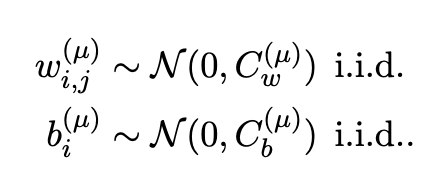 $w_{i,j}^{(\mu)} \sim \mathcal{N}(0, C_w^{(\mu)})$ i.i.d.
$b_i^{(\mu)} \sim \mathcal{N}(0, C_b^{(\mu)})$ i.i.d..